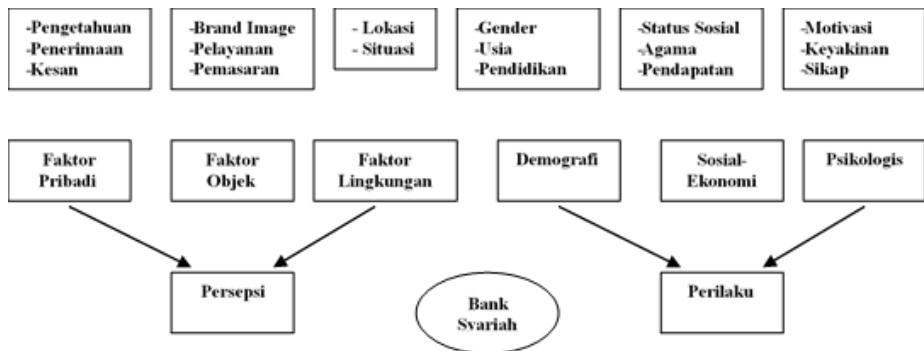 -Pengetahuan
-Penerimaan
-Kesan
-Brand Image
-Pelayanan
-Pemasaran
- Lokasi
- Situasi
-Gender
-Usia
-Pendidikan
-Status Sosial
-Agama
-Pendapatan
-Motivasi
-Keyakinan
-Sikap
Faktor
Pribadi
Faktor
Objek
Faktor
Lingkungan
Demografi
Sosial-
Ekonomi
Psikologis
Persepsi
Bank
Svariah
Perilaku